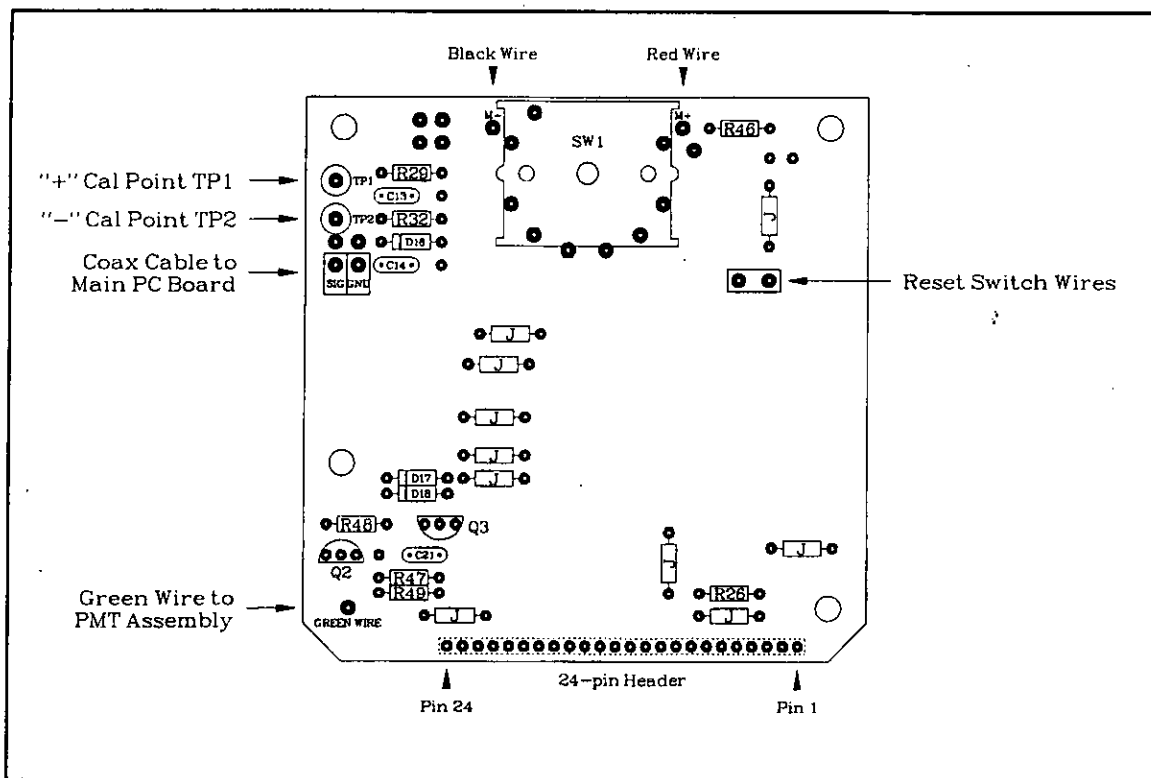 Black Wire
Red Wire
M-
M+
SW1
R46
"+" Cal Point TP1
TP1
R29
C13
"-" Cal Point TP2
TP2
R32
D16
J
Coax Cable to
Main PC Board
SIG GND
C14
Reset Switch Wires
J
J
J
J
J
D17
D18
R48
Q3
J
J
Q2
C21
R47
R49
R26
Green Wire to
PMT Assembly
GREEN WIRE
J
J
24-pin Header
Pin 24
Pin 1